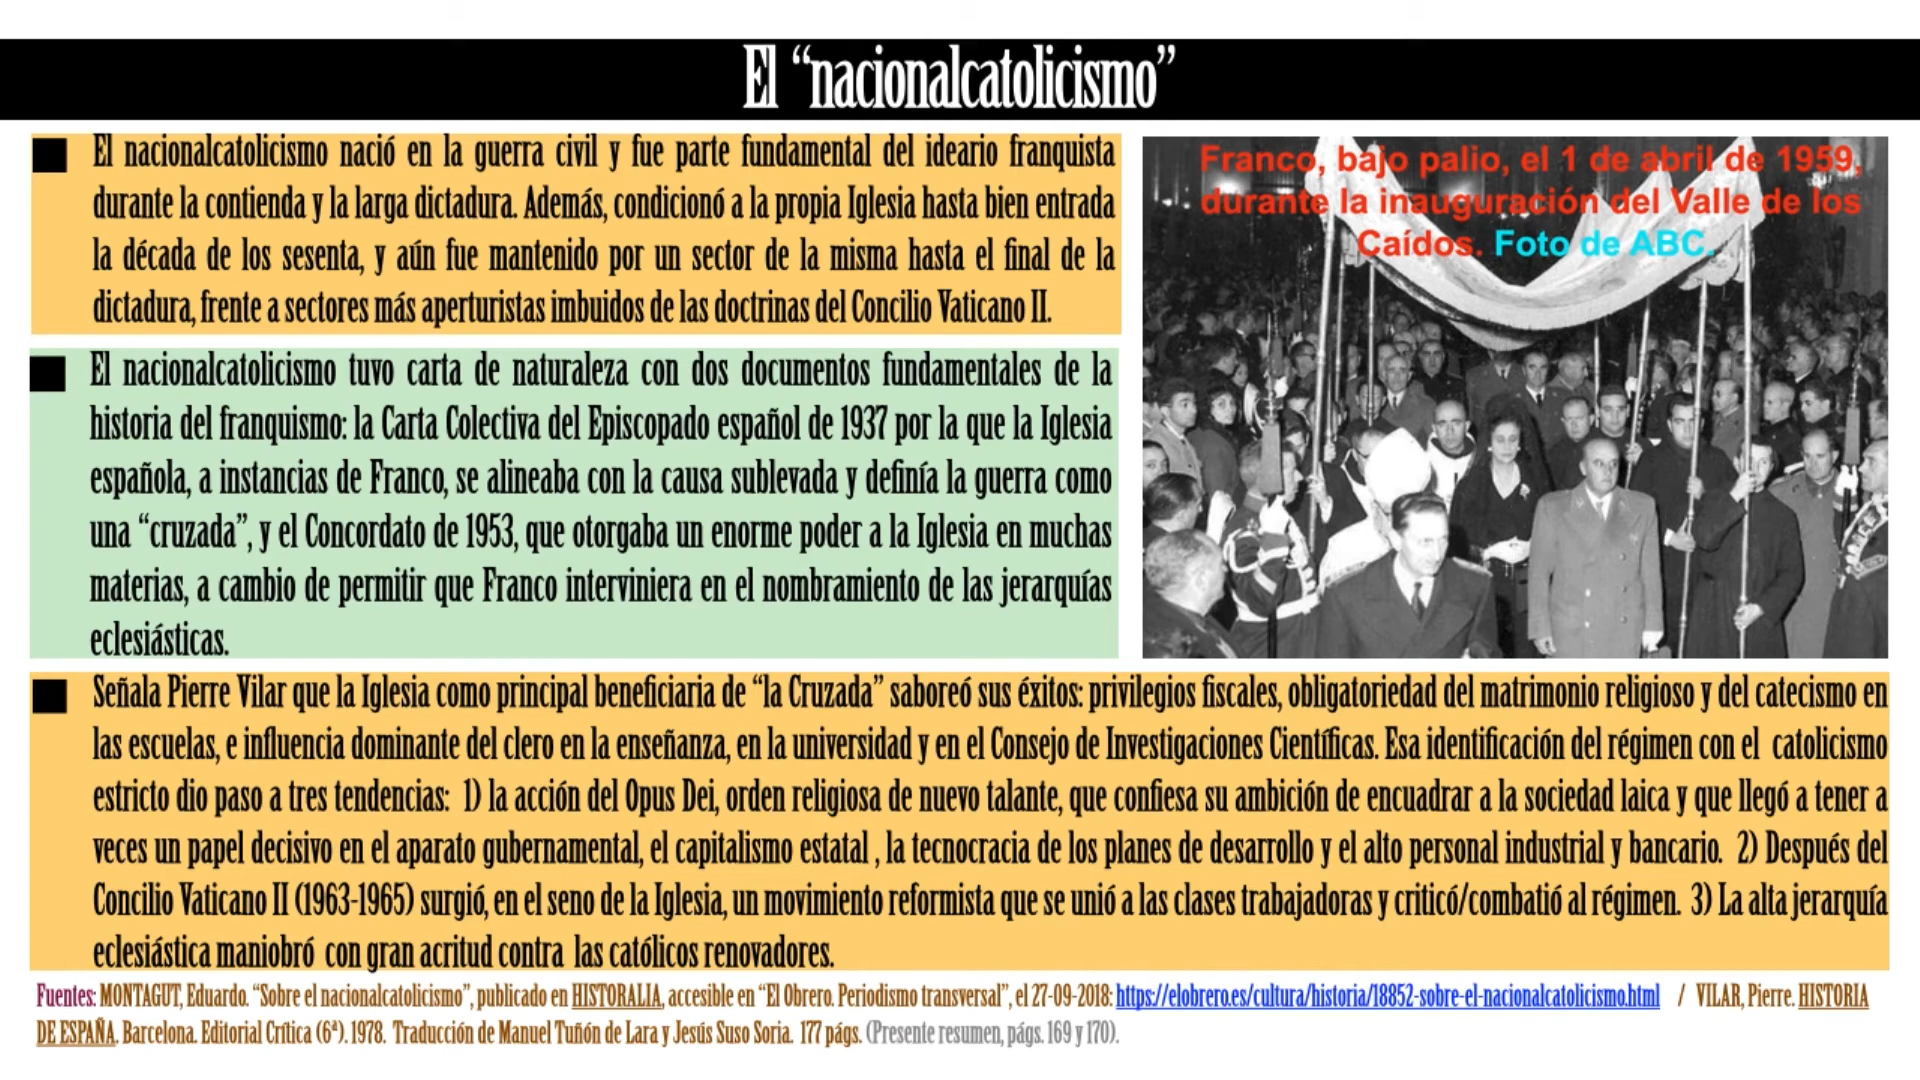 El “nacionalcatolicismo”
El nacionalcatolicismo nació en la guerra civil y fue parte fundamental del ideario franquista
durante la contienda y la larga dictadura. Además, condicionó a la propia Iglesia hasta bien entrada
la década de los sesenta, y aún fue mantenido por un sector de la misma hasta el final de la
dictadura, frente a sectores más aperturistas imbuidos de las doctrinas del Concilio Vaticano II.
Franco, bajo palio, el 1 de abril de 1959,
durante la inauguración del Valle de los
Caídos. Foto de ABC.
El nacionalcatolicismo tuvo carta de naturaleza con dos documentos fundamentales de la
historia del franquismo: la Carta Colectiva del Episcopado español de 1937 por la que la Iglesia
española, a instancias de Franco, se alineaba con la causa sublevada y definía la guerra como
una “cruzada”, y el Concordato de 1953, que otorgaba un enorme poder a la Iglesia en muchas
materias, a cambio de permitir que Franco interviniera en el nombramiento de las jerarquías
eclesiásticas.
Señala Pierre Vilar que la Iglesia como principal beneficiaria de “la Cruzada” saboreó sus éxitos: privilegios fiscales, obligatoriedad del matrimonio religioso y del catecismo en
las escuelas, e influencia dominante del clero en la enseñanza, en la universidad y en el Consejo de Investigaciones Científicas. Esa identificación del régimen con el catolicismo
estricto dio paso a tres tendencias: 1) la acción del Opus Dei, orden religiosa de nuevo talante, que confiesa su ambición de encuadrar a la sociedad laica y que llegó a tener a
veces un papel decisivo en el aparato gubernamental, el capitalismo estatal , la tecnocracia de los planes de desarrollo y el alto personal industrial y bancario. 2) Después del
Concilio Vaticano II (1963-1965) surgió, en el seno de la Iglesia, un movimiento reformista que se unió a las clases trabajadoras y criticó/combatió al régimen. 3) La alta jerarquía
eclesiástica maniobró con gran acritud contra las católicos renovadores.
Fuentes: MONTAGUT, Eduardo. “Sobre el nacionalcatolicismo”, publicado en HISTORALIA, accesible en “El Obrero. Periodismo transversal”, el 27-09-2018: https://elobrero.es/cultura/historia/18852-sobre-el-nacionalcatolicismo.html / VILAR, Pierre. HISTORIA
DE ESPAÑA. Barcelona. Editorial Crítica (6ª). 1978. Traducción de Manuel Tuñón de Lara y Jesús Suso Soria. 177 págs. (Presente resumen, págs. 169 y 170).